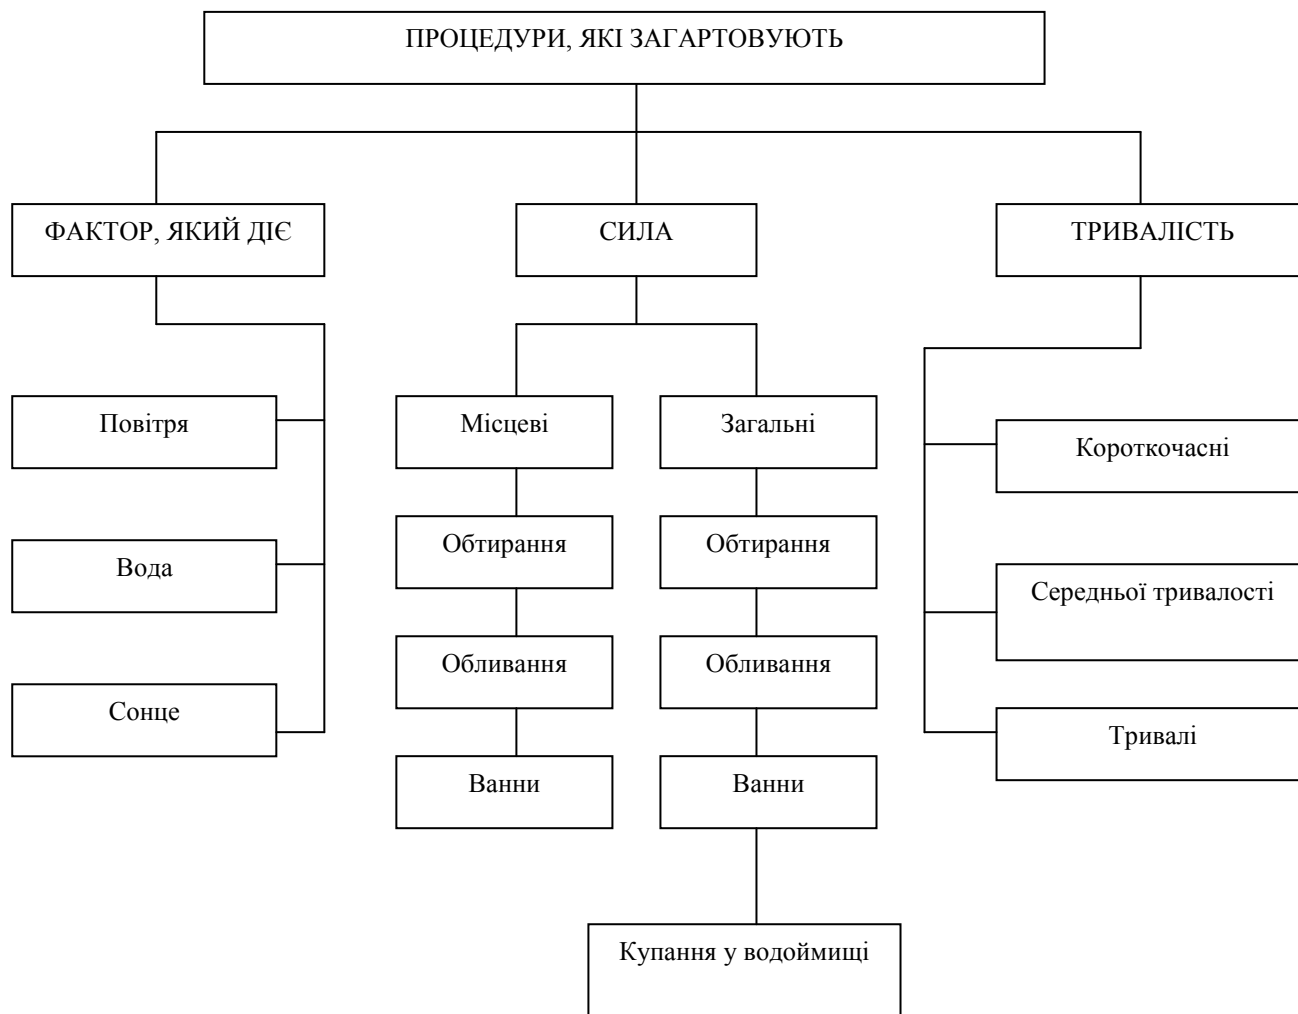 ПРОЦЕДУРИ, ЯКІ ЗАГАРТОВУЮТЬ
ФАКТОР, ЯКИЙ ДІЄ
СИЛА
ТРИВАЛІСТЬ
Повітря
Вода
Сонце
Місцеві
Обтирання
Обливання
Ванни
Загальні
Обтирання
Обливання
Ванни
Купання у водоймищі
Короткочасні
Середньої тривалості
Тривалі